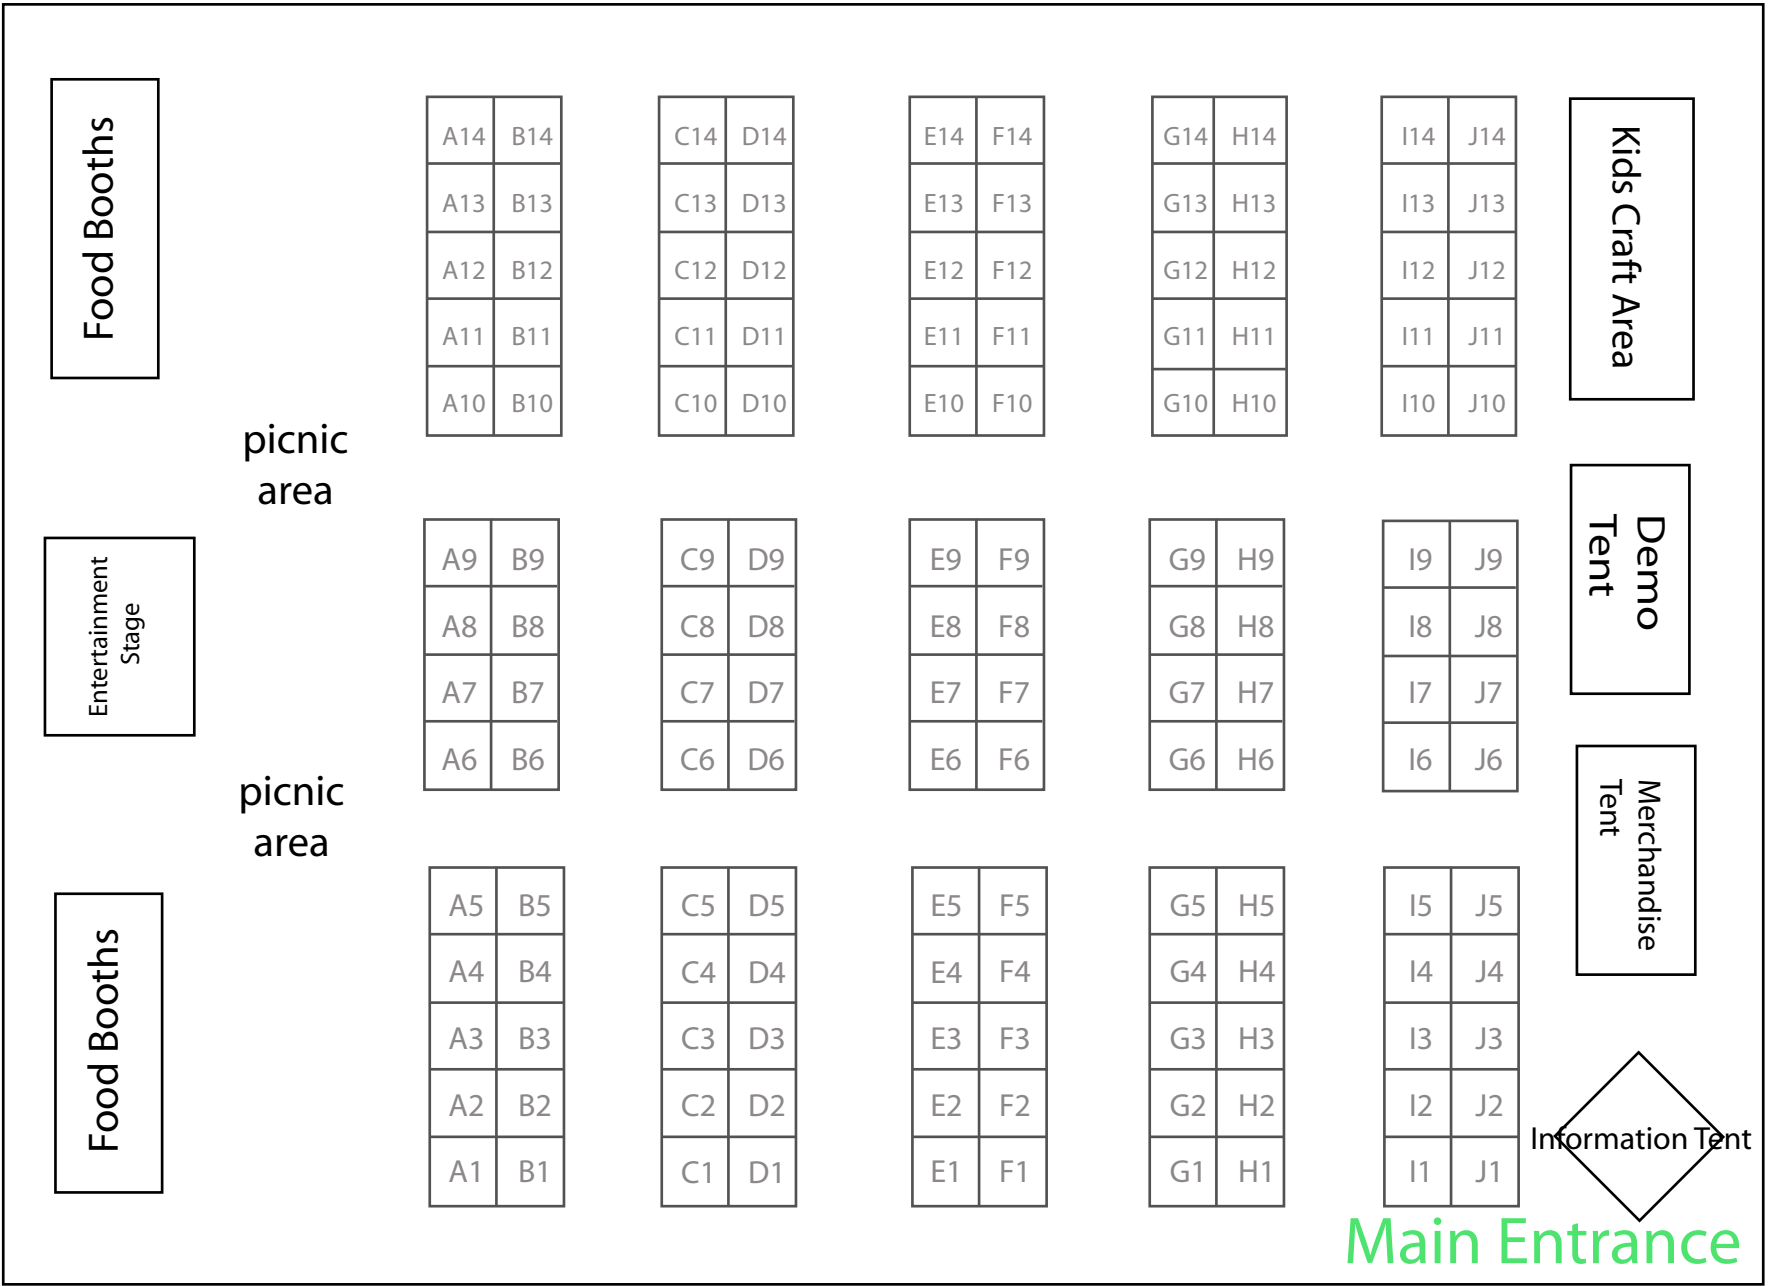 Food Booths
A14 B14 C14 D14 E14 F14 G14 H14 I14 J14
A13 B13 C13 D13 E13 F13 G13 H13 I13 J13
A12 B12 C12 D12 E12 F12 G12 H12 I12 J12
A11 B11 C11 D11 E11 F11 G11 H11 I11 J11
A10 B10 C10 D10 E10 F10 G10 H10 I10 J10
Kids Craft Area
picnic
area
Entertainment
Stage
A9 B9 C9 D9 E9 F9 G9 H9 I9 J9
A8 B8 C8 D8 E8 F8 G8 H8 I8 J8
A7 B7 C7 D7 E7 F7 G7 H7 I7 J7
A6 B6 C6 D6 E6 F6 G6 H6 I6 J6
Demo
Tent
picnic
area
Merchandise
Tent
Food Booths
A5 B5 C5 D5 E5 F5 G5 H5 I5 J5
A4 B4 C4 D4 E4 F4 G4 H4 I4 J4
A3 B3 C3 D3 E3 F3 G3 H3 I3 J3
A2 B2 C2 D2 E2 F2 G2 H2 I2 J2
A1 B1 C1 D1 E1 F1 G1 H1 I1 J1
Information Tent
Main Entrance